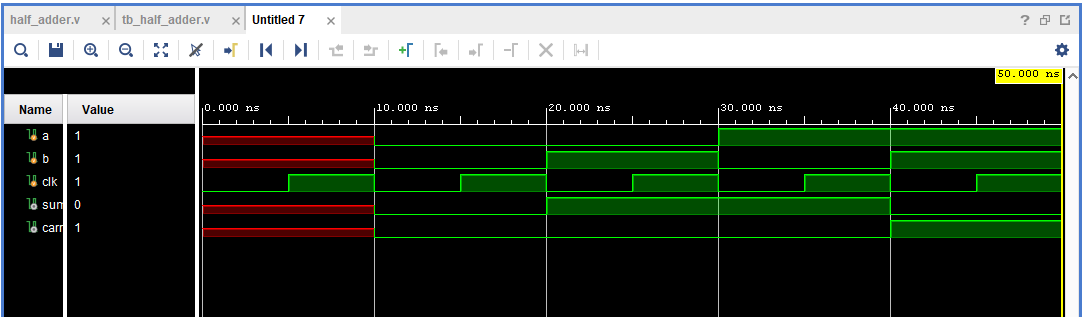 half_adder.v × tb_half_adder.v × Untitled 7 × ?
50.000 ns
Name Value 0.000 ns 10.000 ns 20.000 ns 30.000 ns 40.000 ns
a 1
b 1
clk 1
sum 0
carr 1